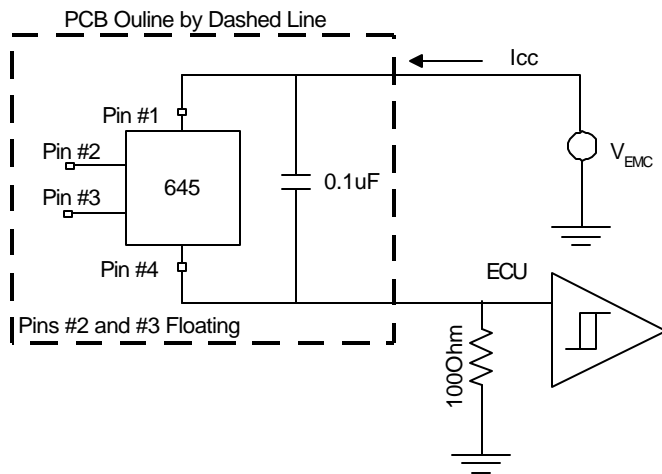 PCB Ouline by Dashed Line
Icc
Pin #1
Pin #2
Pin #3
645
0.1uF
VEMC
Pin #4
ECU
Pins #2 and #3 Floating
100Ohm